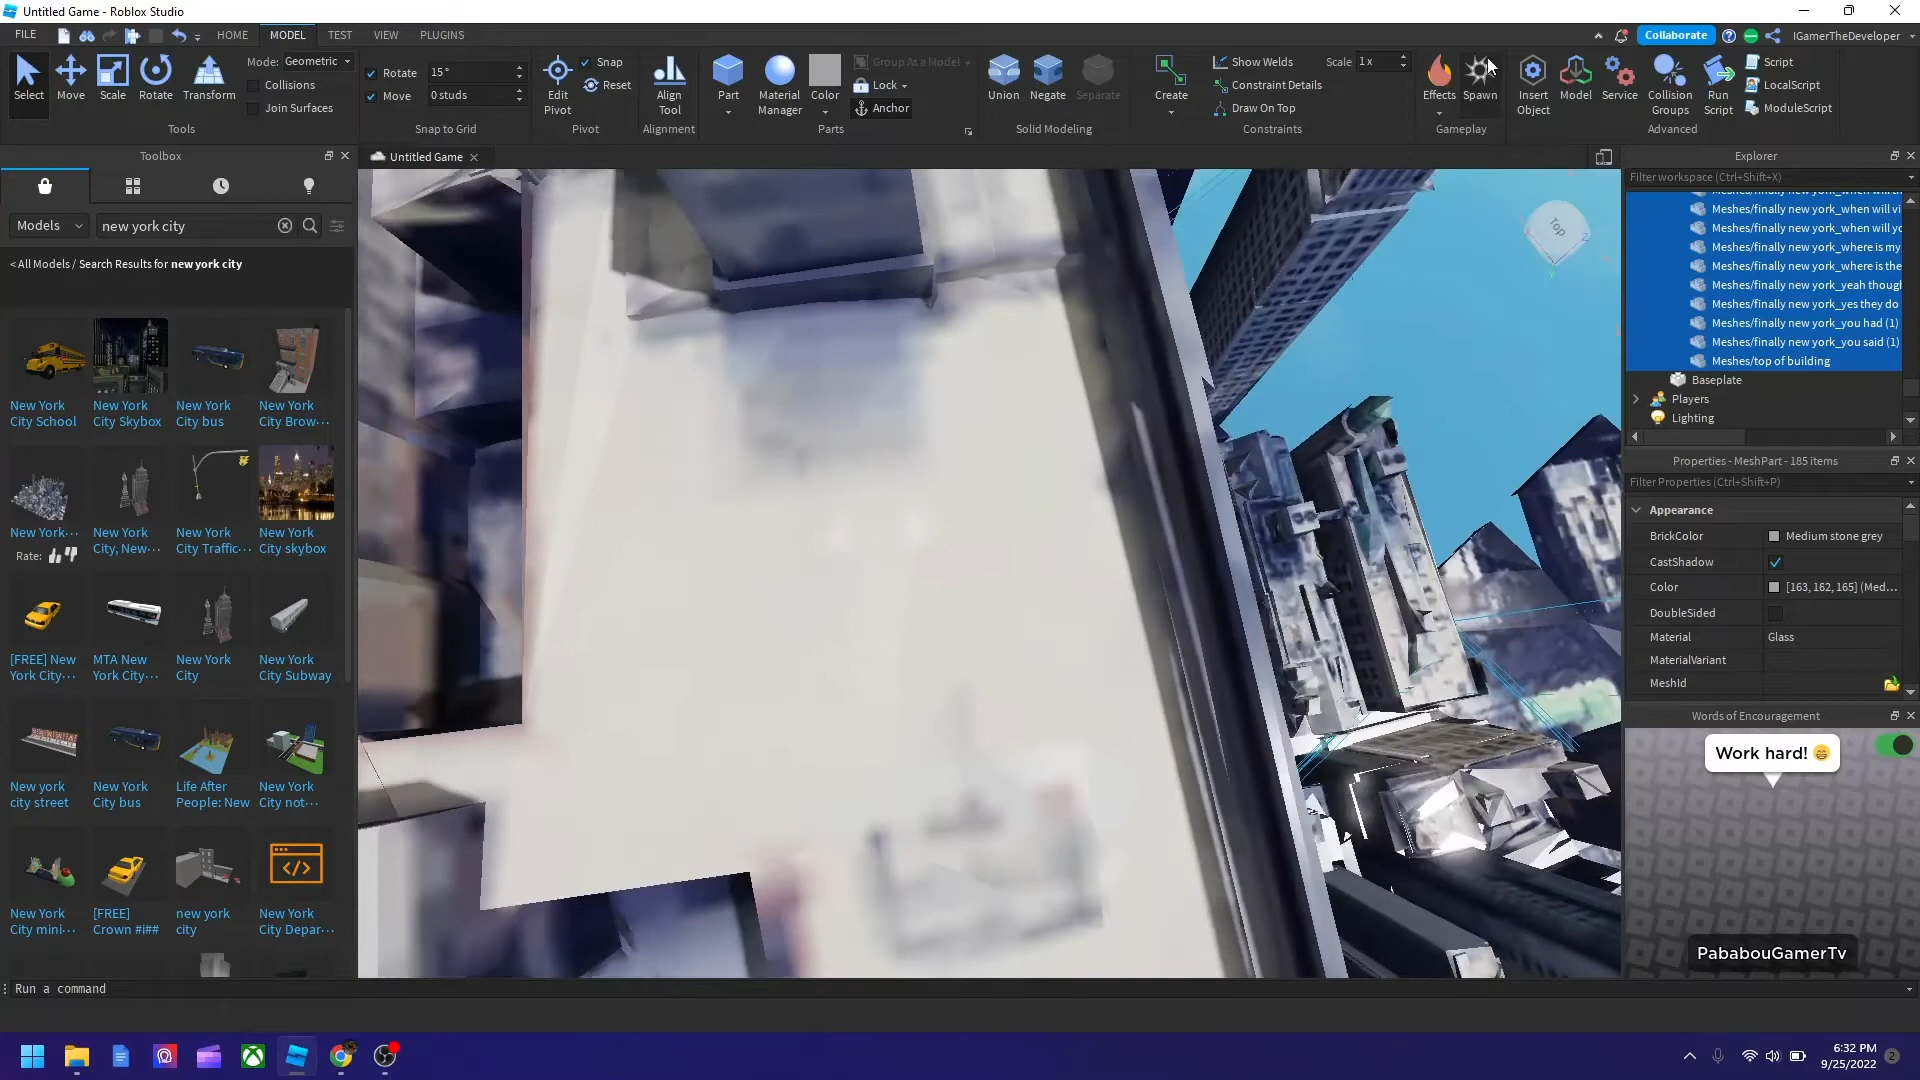 Untitled Game - Roblox Studio
FILE
HOME
MODEL
TEST
VIEW
PLUGINS
Collaborate
IGamerTheDeveloper
Select
Move
Scale
Rotate
Transform
Mode: Geometric
Collisions
Join Surfaces
Tools
Rotate 15°
Move 0 studs
Snap to Grid
Edit Pivot
Snap
Reset
Pivot
Align Tool
Alignment
Part
Material Manager
Color
Group As a Model
Lock
Anchor
Parts
Union
Negate
Separate
Solid Modeling
Create
Show Welds
Constraint Details
Draw On Top
Scale 1 x
Constraints
Effects
Spawn
Gameplay
Insert Object
Model
Service
Collision Groups
Run Script
Script
LocalScript
ModuleScript
Advanced
Toolbox
Untitled Game
Models
new york city
< All Models / Search Results for new york city
New York City School
New York City Skybox
New York City bus
New York City Brow...
New York...
Rate:
New York City, New...
New York City Traffic...
New York City skybox
[FREE] New York City...
MTA New York City...
New York City
New York City Subway
New york city street
New York City bus
Life After People: New
New York City not...
New York City mini...
[FREE] Crown #i##
new york city
New York City Depar...
Top
Z
Y
Explorer
Filter workspace (Ctrl+Shift+X)
Meshes/finally new york_when will vi
Meshes/finally new york_when will yo
Meshes/finally new york_where is my
Meshes/finally new york_where is the
Meshes/finally new york_yeah though
Meshes/finally new york_yes they do
Meshes/finally new york_you had (1)
Meshes/finally new york_you said (1)
Meshes/top of building
Baseplate
Players
Lighting
Properties - MeshPart - 185 items
Filter Properties (Ctrl+Shift+P)
Appearance
BrickColor Medium stone grey
CastShadow
Color [163, 162, 165] (Med...
DoubleSided
Material Glass
MaterialVariant
MeshId
Words of Encouragement
Work hard! 😁
PababouGamerTv
Run a command
6:32 PM
9/25/2022
2